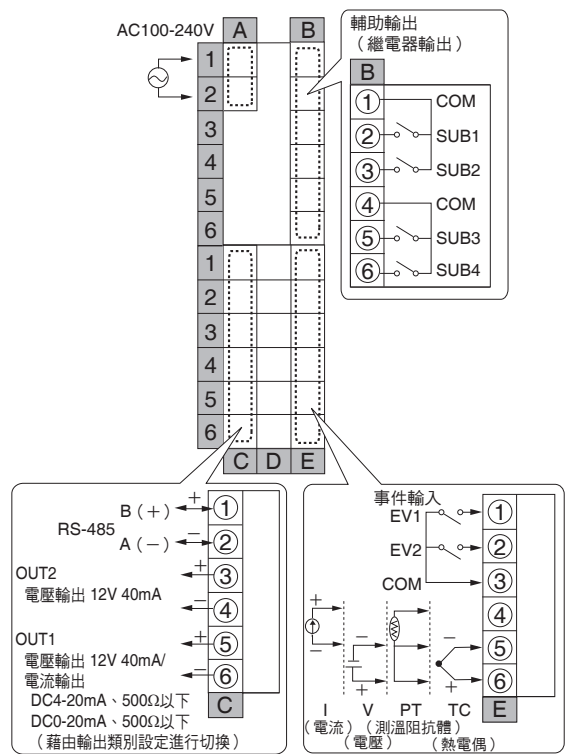 AC100-240V
A
B
1
2
3
4
5
6
1
2
3
4
5
6
C
D
E
輔助輸出
（繼電器輸出）
B
① COM
② SUB1
③ SUB2
④ COM
⑤ SUB3
⑥ SUB4
RS-485
B（＋） + ①
A（－） − ②
OUT2 + ③
電壓輸出 12V 40mA
− ④
OUT1 + ⑤
電壓輸出 12V 40mA/
− ⑥
電流輸出
DC4-20mA、500Ω以下
DC0-20mA、500Ω以下
C
（藉由輸出類別設定進行切換）
事件輸入
EV1 ①
EV2 ②
COM ③
④
⑤
⑥
+
−
−
+
−
+
I V PT TC E
（電流）（測溫阻抗體）（熱電偶）
（電壓）